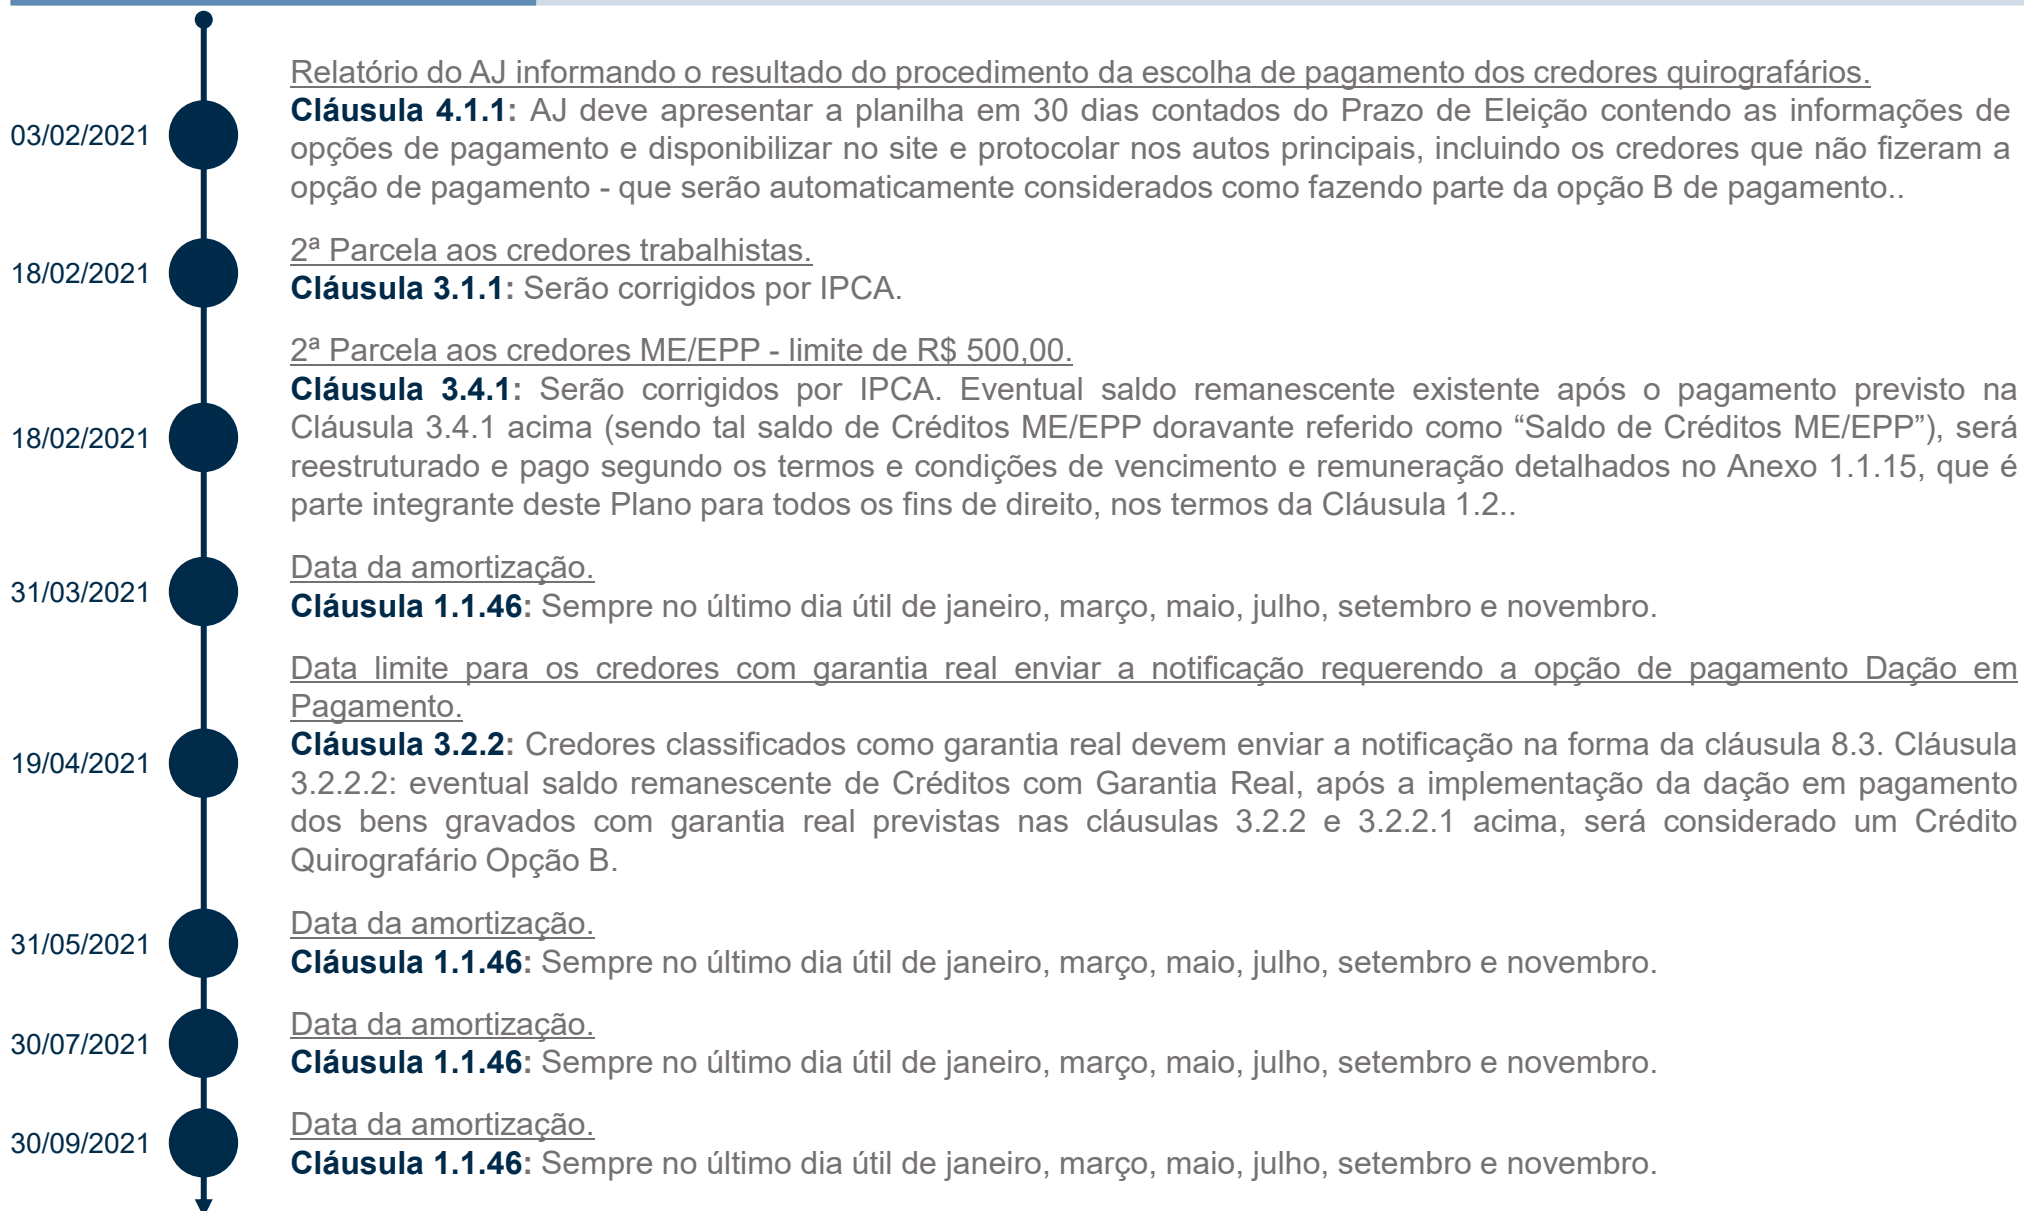 Relatório do AJ informando o resultado do procedimento da escolha de pagamento dos credores quirografários.
03/02/2021
Cláusula 4.1.1: AJ deve apresentar a planilha em 30 dias contados do Prazo de Eleição contendo as informações de
opções de pagamento e disponibilizar no site e protocolar nos autos principais, incluindo os credores que não fizeram a
opção de pagamento - que serão automaticamente considerados como fazendo parte da opção B de pagamento..
18/02/2021
2ª Parcela aos credores trabalhistas.
Cláusula 3.1.1: Serão corrigidos por IPCA.
18/02/2021
2ª Parcela aos credores ME/EPP - limite de R$ 500,00.
Cláusula 3.4.1: Serão corrigidos por IPCA. Eventual saldo remanescente existente após o pagamento previsto na
Cláusula 3.4.1 acima (sendo tal saldo de Créditos ME/EPP doravante referido como “Saldo de Créditos ME/EPP”), será
reestruturado e pago segundo os termos e condições de vencimento e remuneração detalhados no Anexo 1.1.15, que é
parte integrante deste Plano para todos os fins de direito, nos termos da Cláusula 1.2..
31/03/2021
Data da amortização.
Cláusula 1.1.46: Sempre no último dia útil de janeiro, março, maio, julho, setembro e novembro.
19/04/2021
Data limite para os credores com garantia real enviar a notificação requerendo a opção de pagamento Dação em
Pagamento.
Cláusula 3.2.2: Credores classificados como garantia real devem enviar a notificação na forma da cláusula 8.3. Cláusula
3.2.2.2: eventual saldo remanescente de Créditos com Garantia Real, após a implementação da dação em pagamento
dos bens gravados com garantia real previstas nas cláusulas 3.2.2 e 3.2.2.1 acima, será considerado um Crédito
Quirografário Opção B.
31/05/2021
Data da amortização.
Cláusula 1.1.46: Sempre no último dia útil de janeiro, março, maio, julho, setembro e novembro.
30/07/2021
Data da amortização.
Cláusula 1.1.46: Sempre no último dia útil de janeiro, março, maio, julho, setembro e novembro.
30/09/2021
Data da amortização.
Cláusula 1.1.46: Sempre no último dia útil de janeiro, março, maio, julho, setembro e novembro.